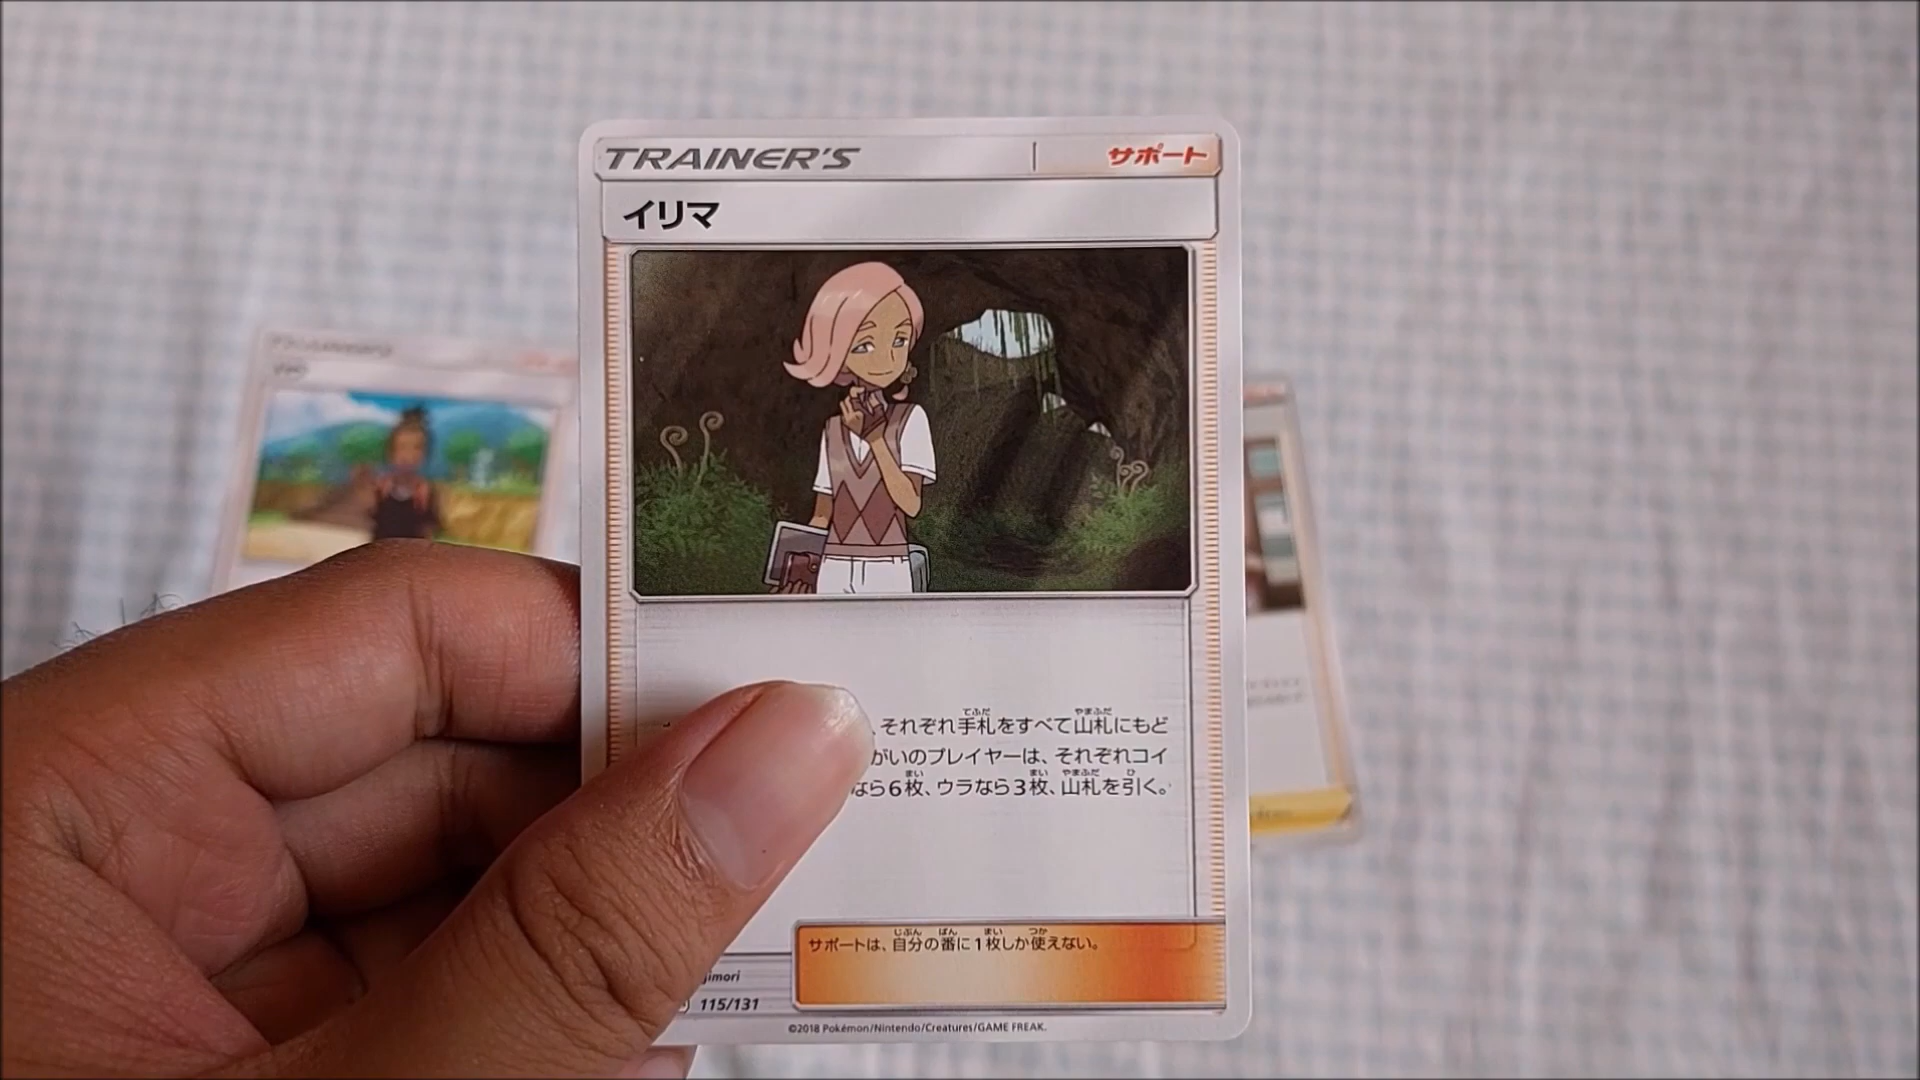 TRAINER'S サポート
イリマ
、それぞれ手札をすべて山札にもど
がいのプレイヤーは、それぞれコイ
なら6枚、ウラなら3枚、山札を引く。
サポートは、自分の番に1枚しか使えない。
115/131
©2018 Pokémon/Nintendo/Creatures/GAME FREAK.